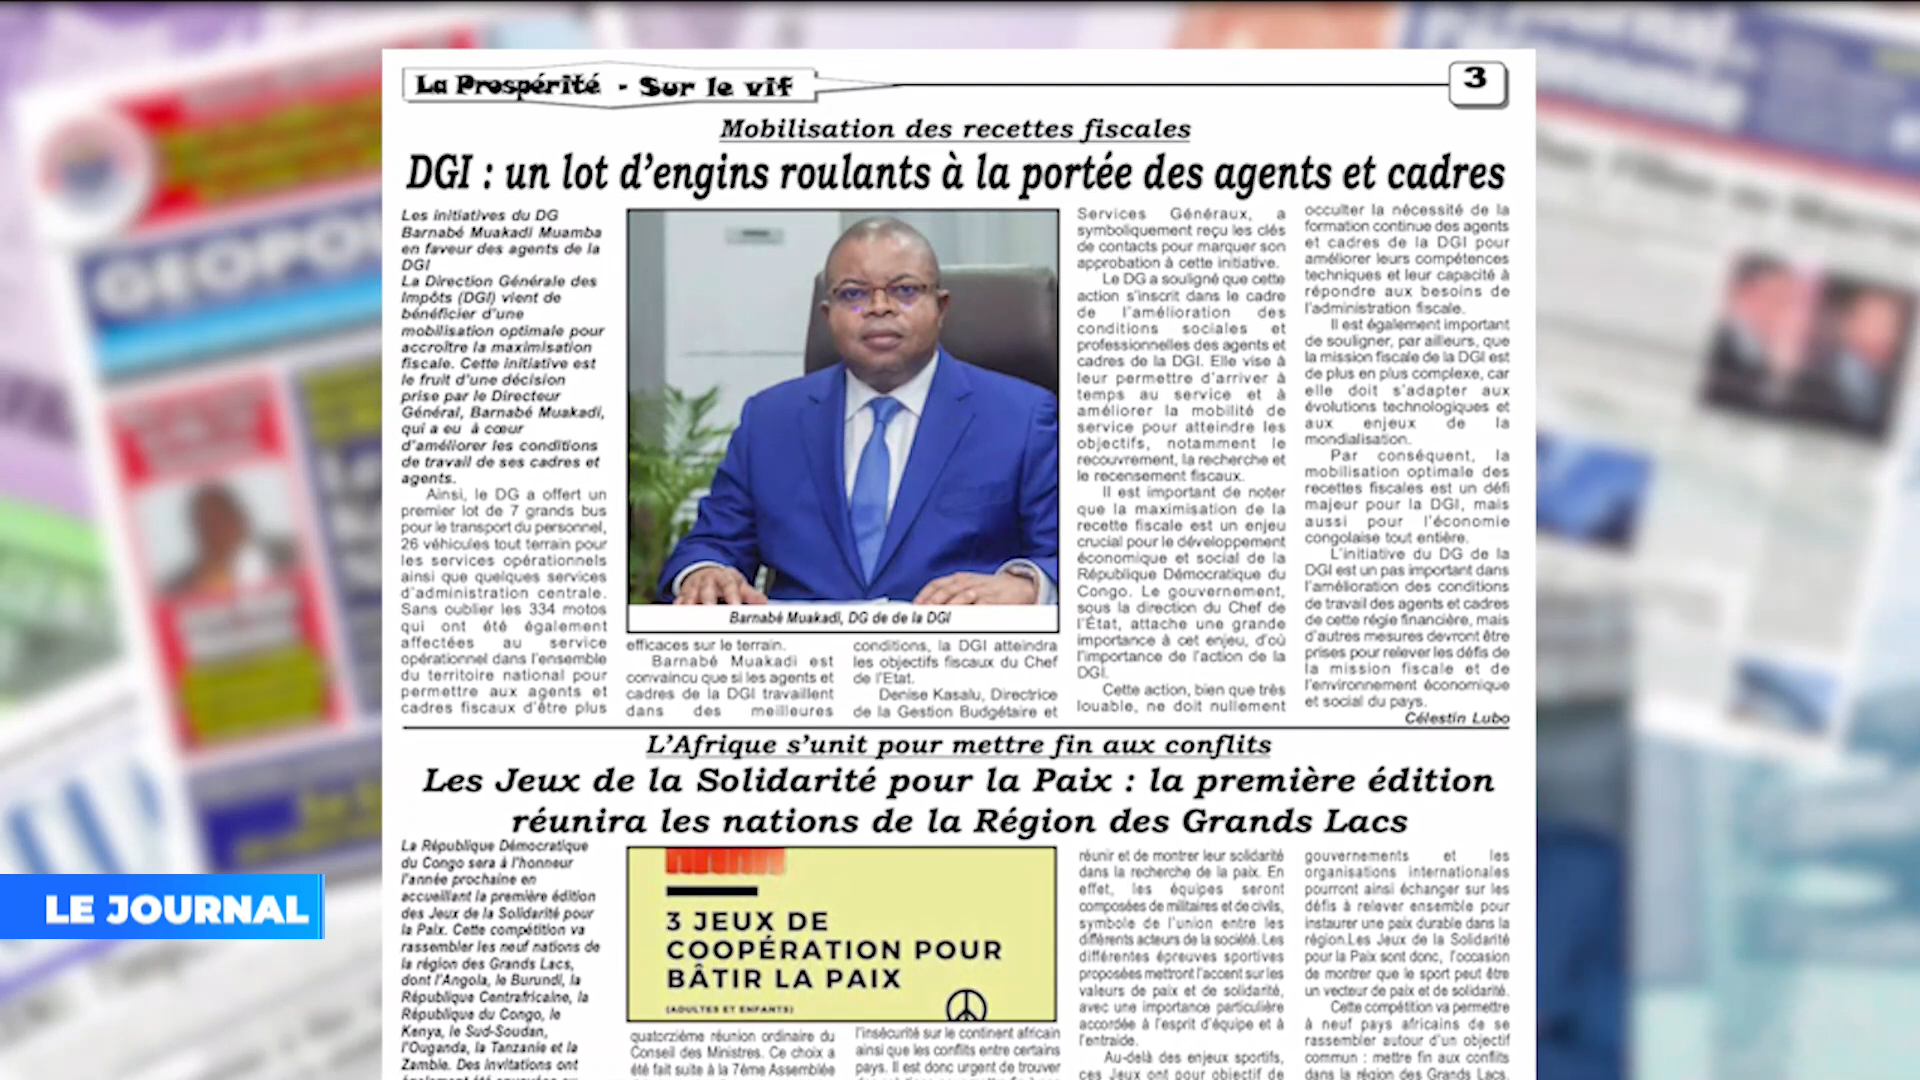 La Prospérité - Sur le vif
3
Mobilisation des recettes fiscales
DGI : un lot d'engins roulants à la portée des agents et cadres
Les initiatives du DG
Barnabé Muakadi Muamba
en faveur des agents de la
DGI
La Direction Générale des
Impôts (DGI) vient de
bénéficier d'une
mobilisation optimale pour
accroître la maximisation
fiscale. Cette initiative est
le fruit d'une décision
prise par le Directeur
Général, Barnabé Muakadi,
qui a eu à cœur
d'améliorer les conditions
de travail de ses cadres et
agents.
Ainsi, le DG a offert un
premier lot de 7 grands bus
pour le transport du personnel,
26 véhicules tout terrain pour
les services opérationnels
ainsi que quelques services
d'administration centrale.
Sans oublier les 334 motos
qui ont été également
affectées au service
opérationnel dans l'ensemble
du territoire national pour
permettre aux agents et
cadres fiscaux d'être plus
Barnabé Muakadi, DG de de la DGI
efficaces sur le terrain.
Barnabé Muakadi est
convaincu que si les agents et
cadres de la DGI travaillent
dans des meilleures
conditions, la DGI atteindra
les objectifs fiscaux du Chef
de l'Etat.
Denise Kasalu, Directrice
de la Gestion Budgétaire et
Services Généraux, a
symboliquement reçu les clés
de contacts pour marquer son
approbation à cette initiative.
Le DG a souligné que cette
action s'inscrit dans le cadre
de l'amélioration des
conditions sociales et
professionnelles des agents et
cadres de la DGI. Elle vise à
leur permettre d'arriver à
temps au service et à
améliorer la mobilité de
service pour atteindre les
objectifs, notamment le
recouvrement, la recherche et
le recensement fiscaux.
Il est important de noter
que la maximisation de la
recette fiscale est un enjeu
crucial pour le développement
économique et social de la
République Démocratique du
Congo. Le gouvernement,
sous la direction du Chef de
l'État, attache une grande
importance à cet enjeu, d'où
l'importance de l'action de la
DGI.
Cette action, bien que très
louable, ne doit nullement
occulter la nécessité de la
formation continue des agents
et cadres de la DGI pour
améliorer leurs compétences
techniques et leur capacité à
répondre aux besoins de
l'administration fiscale.
Il est également important
de souligner, par ailleurs, que
la mission fiscale de la DGI est
de plus en plus complexe, car
elle doit s'adapter aux
évolutions technologiques et
aux enjeux de la
mondialisation.
Par conséquent, la
mobilisation optimale des
recettes fiscales est un défi
majeur pour la DGI, mais
aussi pour l'économie
congolaise tout entière.
L'initiative du DG de la
DGI est un pas important dans
l'amélioration des conditions
de travail des agents et cadres
de cette régie financière, mais
d'autres mesures devront être
prises pour relever les défis de
la mission fiscale et de
l'environnement économique
et social du pays.
Célestin Lubo
L'Afrique s'unit pour mettre fin aux conflits
Les Jeux de la Solidarité pour la Paix : la première édition
réunira les nations de la Région des Grands Lacs
La République Démocratique
du Congo sera à l'honneur
l'année prochaine en
accueillant la première édition
des Jeux de la Solidarité pour
la Paix. Cette compétition va
rassembler les neuf nations de
la région des Grands Lacs,
dont l'Angola, le Burundi, la
République Centrafricaine, la
République du Congo, le
Kenya, le Sud-Soudan,
l'Ouganda, la Tanzanie et la
Zambie. Des invitations ont
3 JEUX DE
COOPÉRATION POUR
BÂTIR LA PAIX
(ADULTES ET ENFANTS)
quatorzième réunion ordinaire du
Conseil des Ministres. Ce choix a
été fait suite à la 7ème Assemblée
l'insécurité sur le continent africain
ainsi que les conflits entre certains
pays. Il est donc urgent de trouver
réunir et de montrer leur solidarité
dans la recherche de la paix. En
effet, les équipes seront
composées de militaires et de civils,
symbole de l'union entre les
différents acteurs de la société. Les
différentes épreuves sportives
proposées mettront l'accent sur les
valeurs de paix et de solidarité,
avec une importance particulière
accordée à l'esprit d'équipe et à
l'entraide.
Au-delà des enjeux sportifs,
ces Jeux ont pour objectif de
gouvernements et les
organisations internationales
pourront ainsi échanger sur les
défis à relever ensemble pour
instaurer une paix durable dans la
région.Les Jeux de la Solidarité
pour la Paix sont donc, l'occasion
de montrer que le sport peut être
un vecteur de paix et de solidarité.
Cette compétition va permettre
à neuf pays africains de se
rassembler autour d'un objectif
commun : mettre fin aux conflits
dans la région des Grands Lacs.
GEOPOL
LE JOURNAL